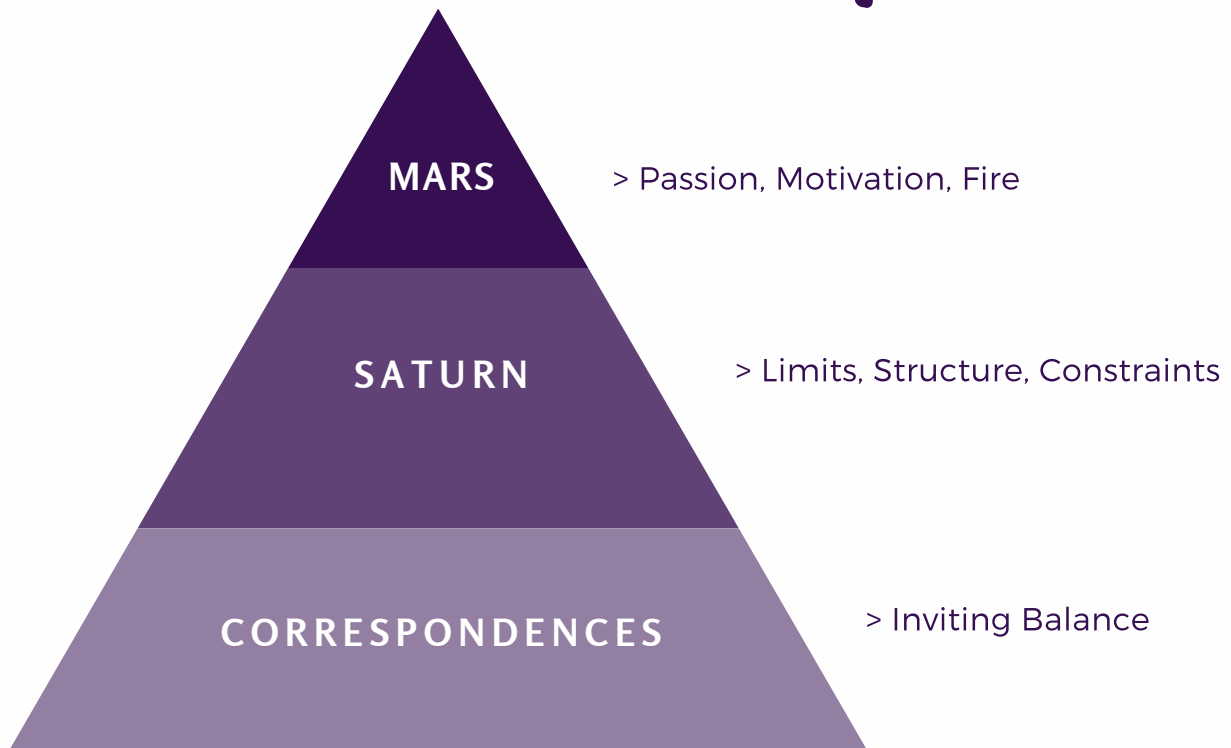 MARS
> Passion, Motivation, Fire
SATURN
> Limits, Structure, Constraints
CORRESPONDENCES
> Inviting Balance